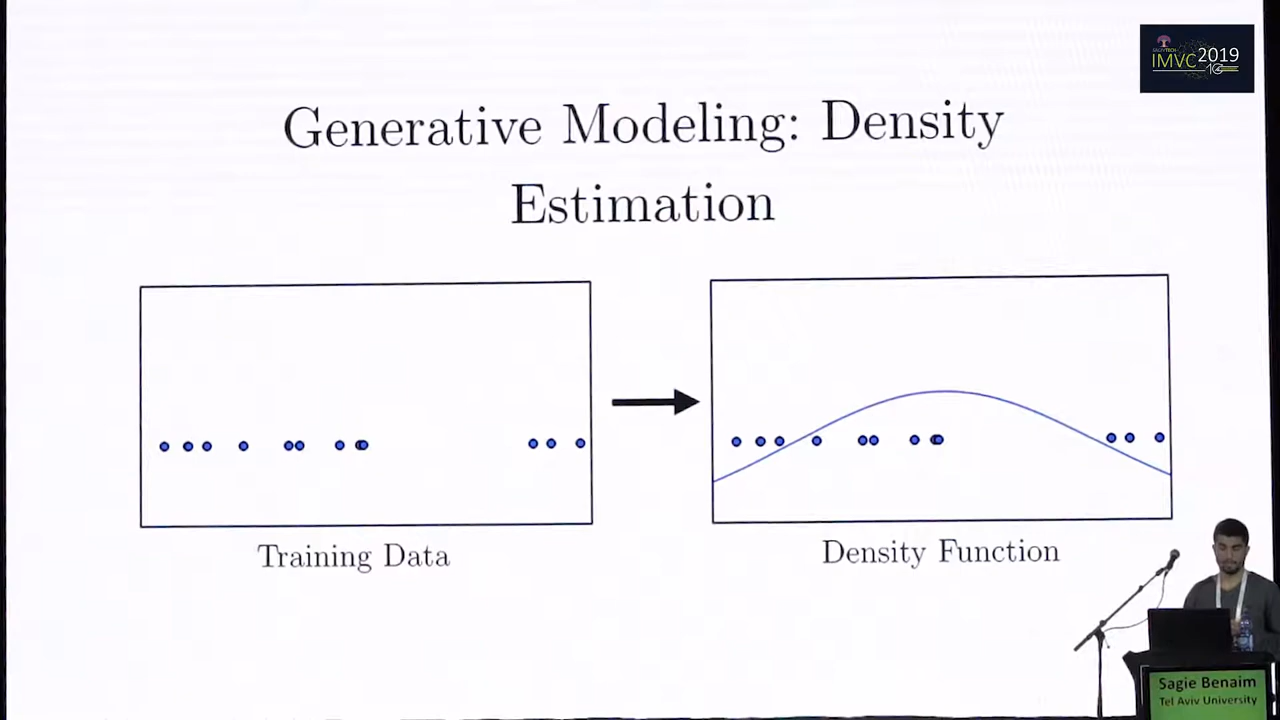 IMVC2019
Generative Modeling: Density
Estimation
Training Data
Density Function
Sagie Benaim
Tel Aviv University